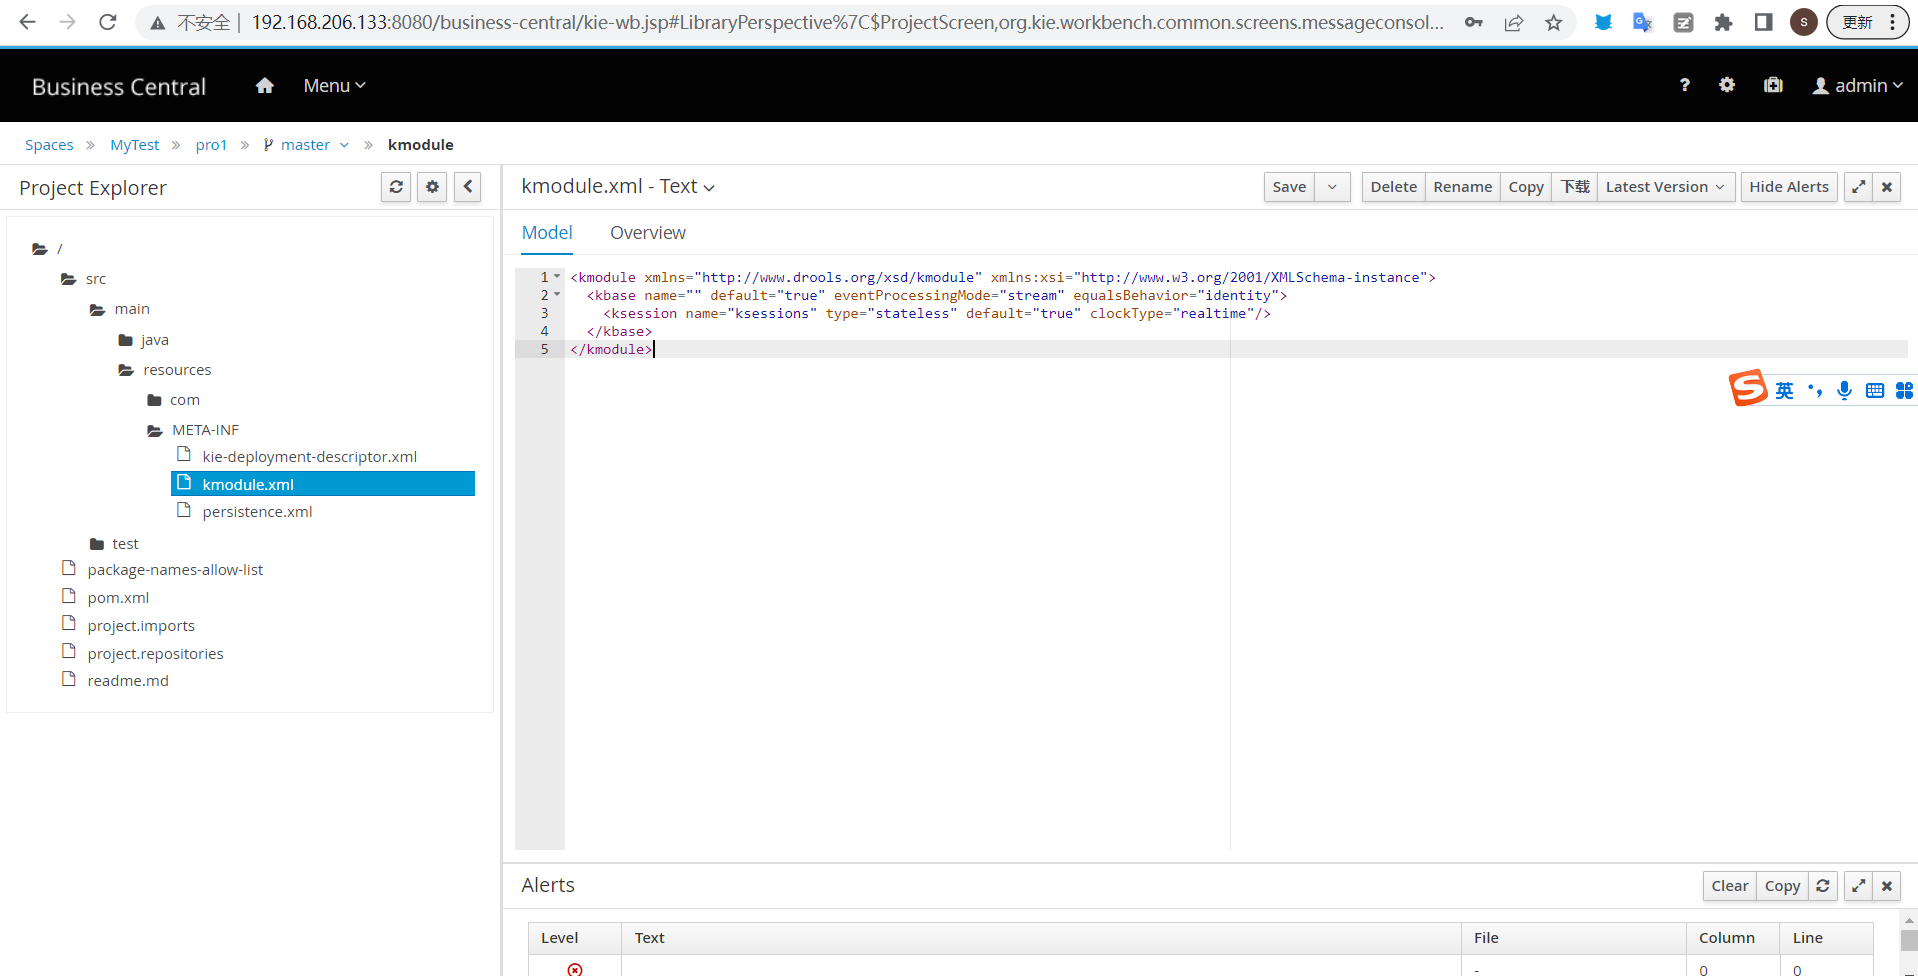 不安全 | 192.168.206.133:8080/business-central/kie-wb.jsp#LibraryPerspective%7C$ProjectScreen,org.kie.workbench.common.screens.messageconsol...
S
更新
Business Central
Menu
?
admin
Spaces » MyTest » pro1 » master » kmodule
Project Explorer
/
src
main
java
resources
com
META-INF
kie-deployment-descriptor.xml
kmodule.xml
persistence.xml
test
package-names-allow-list
pom.xml
project.imports
project.repositories
readme.md
kmodule.xml - Text
Save
Delete Rename Copy 下载 Latest Version Hide Alerts
Model Overview
1 <kmodule xmlns="http://www.drools.org/xsd/kmodule" xmlns:xsi="http://www.w3.org/2001/XMLSchema-instance">
2 <kbase name="" default="true" eventProcessingMode="stream" equalsBehavior="identity">
3 <ksession name="ksessions" type="stateless" default="true" clockType="realtime"/>
4 </kbase>
5 </kmodule>
S 英
Alerts
Clear Copy
Level Text File Column Line
- 0 0